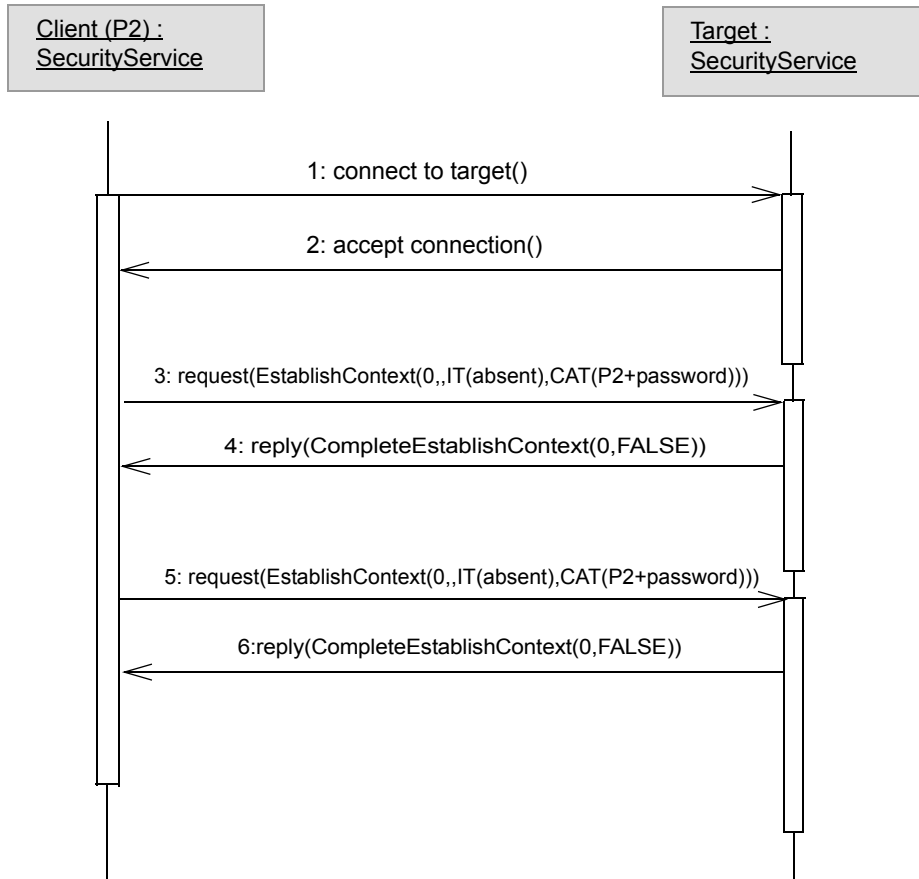 Client (P2) :
SecurityService
Target :
SecurityService
1: connect to target()
2: accept connection()
3: request(EstablishContext(0,,IT(absent),CAT(P2+password)))
4: reply(CompleteEstablishContext(0,FALSE))
5: request(EstablishContext(0,,IT(absent),CAT(P2+password)))
6:reply(CompleteEstablishContext(0,FALSE))